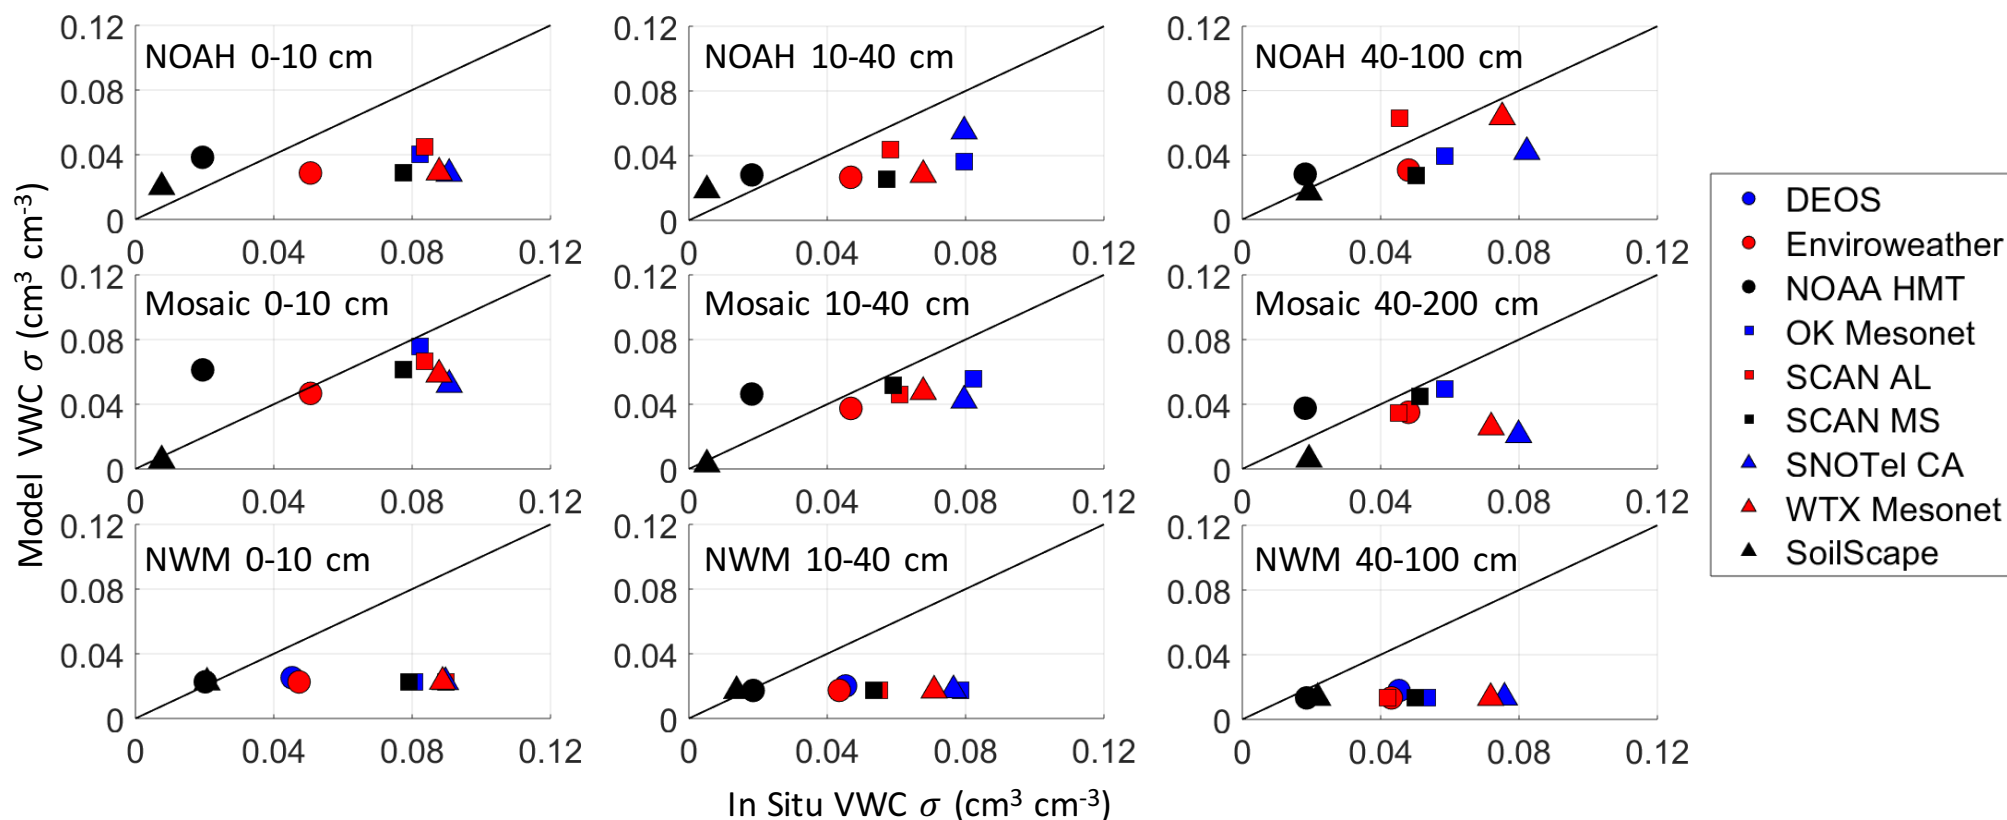 0.12
0.08
0.04
0
NOAH 0-10 cm
0 0.04 0.08 0.12
0.12
0.08
0.04
0
NOAH 10-40 cm
0 0.04 0.08 0.12
0.12
0.08
0.04
0
NOAH 40-100 cm
0 0.04 0.08 0.12
0.12
0.08
0.04
0
Mosaic 0-10 cm
0 0.04 0.08 0.12
0.12
0.08
0.04
0
Mosaic 10-40 cm
0 0.04 0.08 0.12
0.12
0.08
0.04
0
Mosaic 40-200 cm
0 0.04 0.08 0.12
0.12
0.08
0.04
0
NWM 0-10 cm
0 0.04 0.08 0.12
0.12
0.08
0.04
0
NWM 10-40 cm
0 0.04 0.08 0.12
0.12
0.08
0.04
0
NWM 40-100 cm
0 0.04 0.08 0.12
Model VWC σ (cm³ cm⁻³)
In Situ VWC σ (cm³ cm⁻³)
DEOS
Enviroweather
NOAA HMT
OK Mesonet
SCAN AL
SCAN MS
SNOTel CA
WTX Mesonet
SoilScape